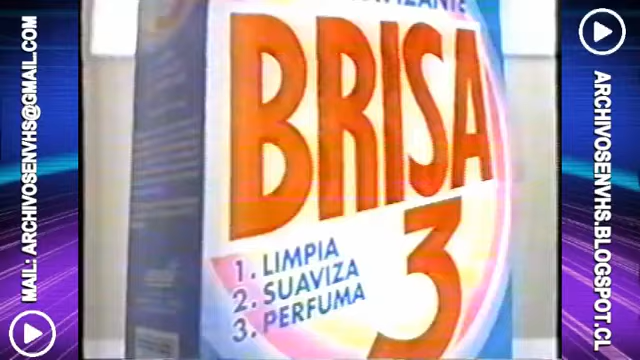 MAIL: ARCHIVOSENVHS@GMAIL.COM
BRISA
3
1. LIMPIA
2. SUAVIZA
3. PERFUMA
ARCHIVOSENVHS.BLOGSPOT.CL